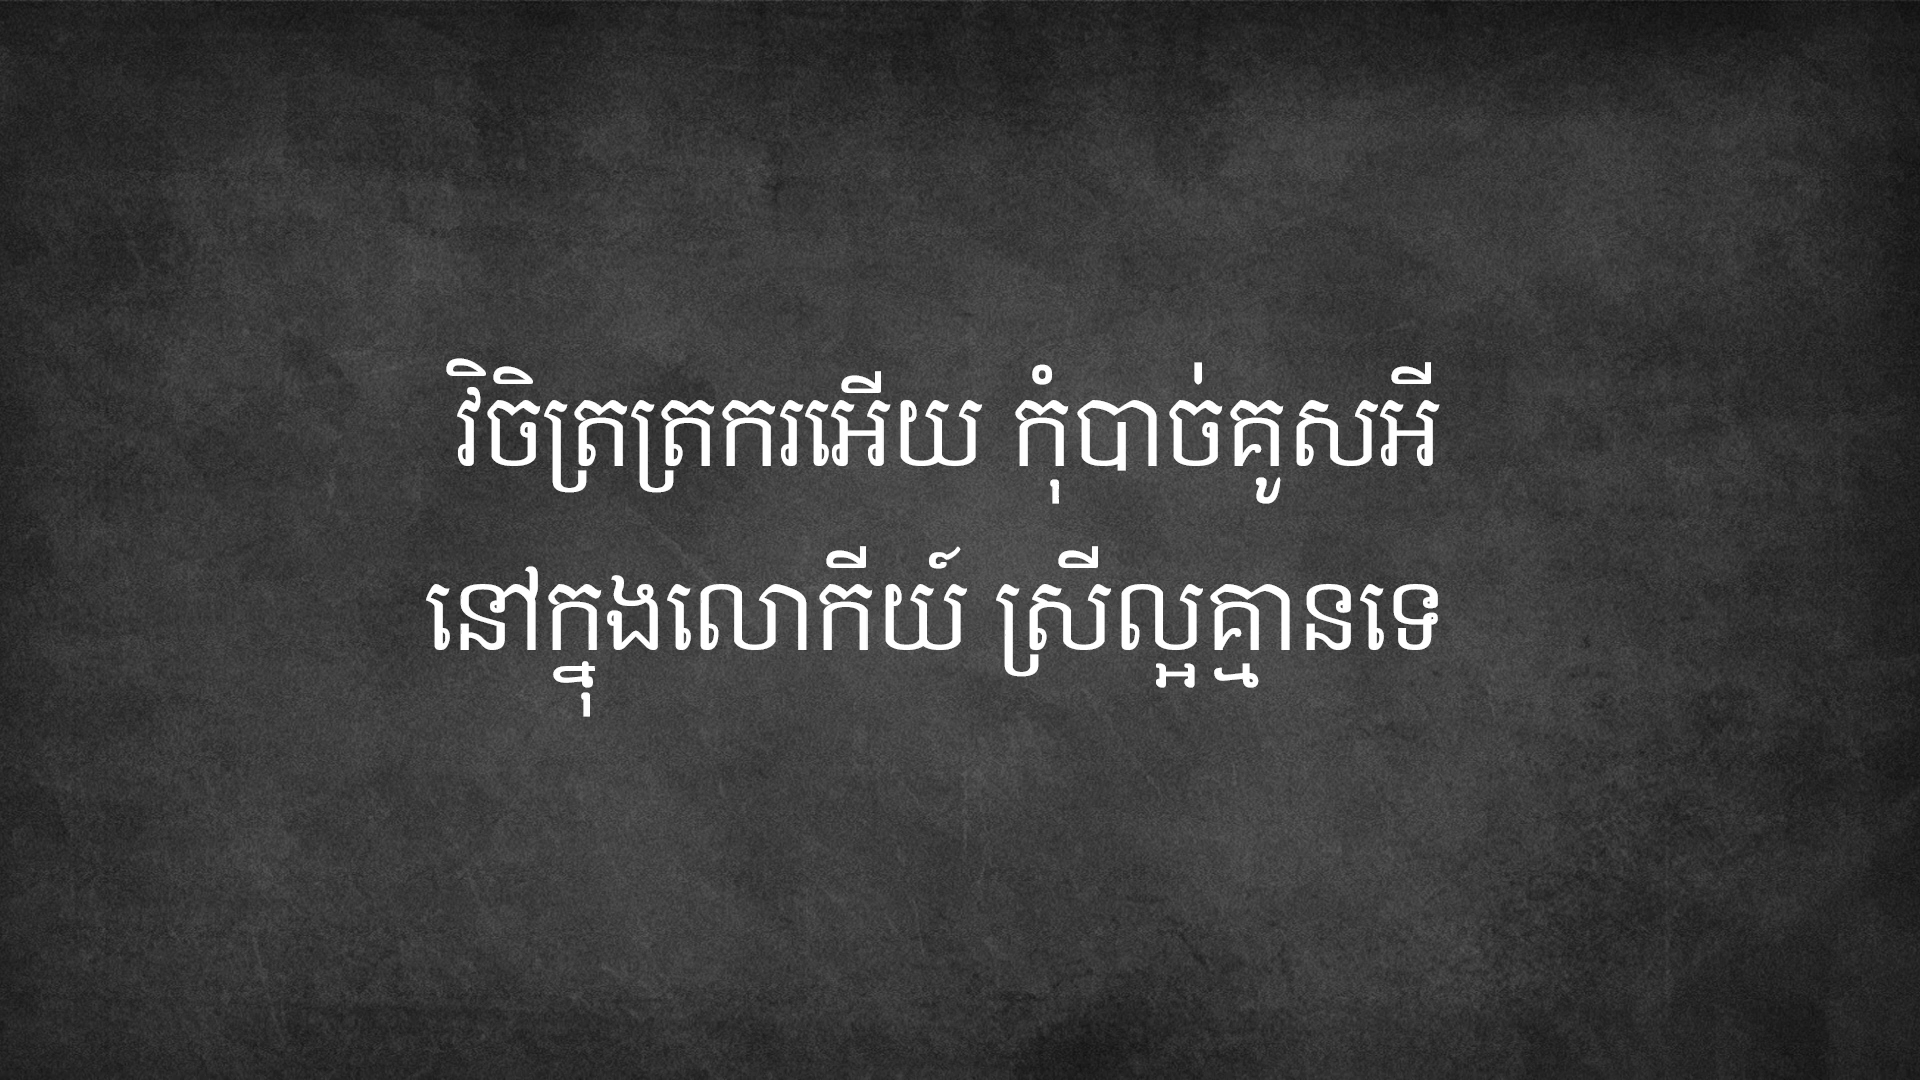 វិចិត្រត្រករអើយ កុំបាច់គូសអី
នៅក្នុងលោកីយ៍ ស្រីល្អគ្មានទេ